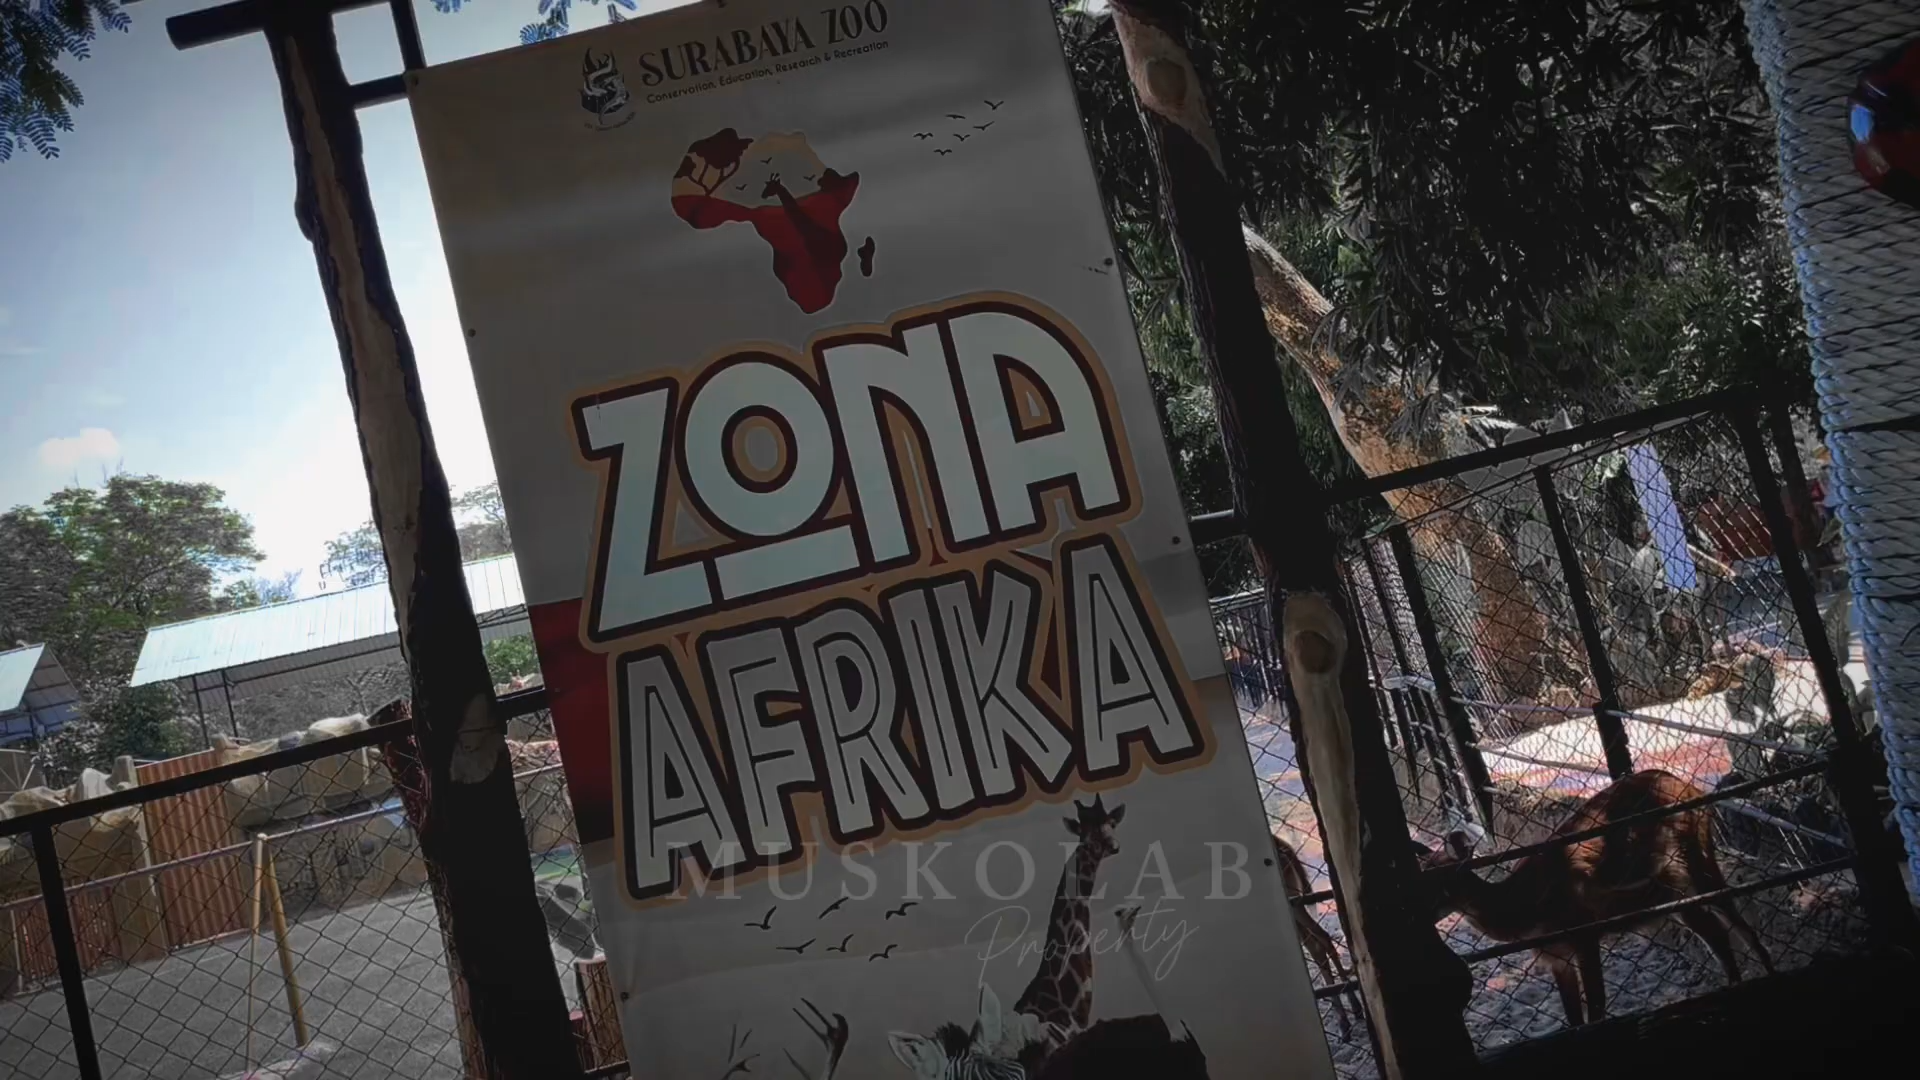 SURABAYA ZOO
Conservation, Education, Research & Recreation
ZONA
AFRIKA
MUSKOLAB
Property